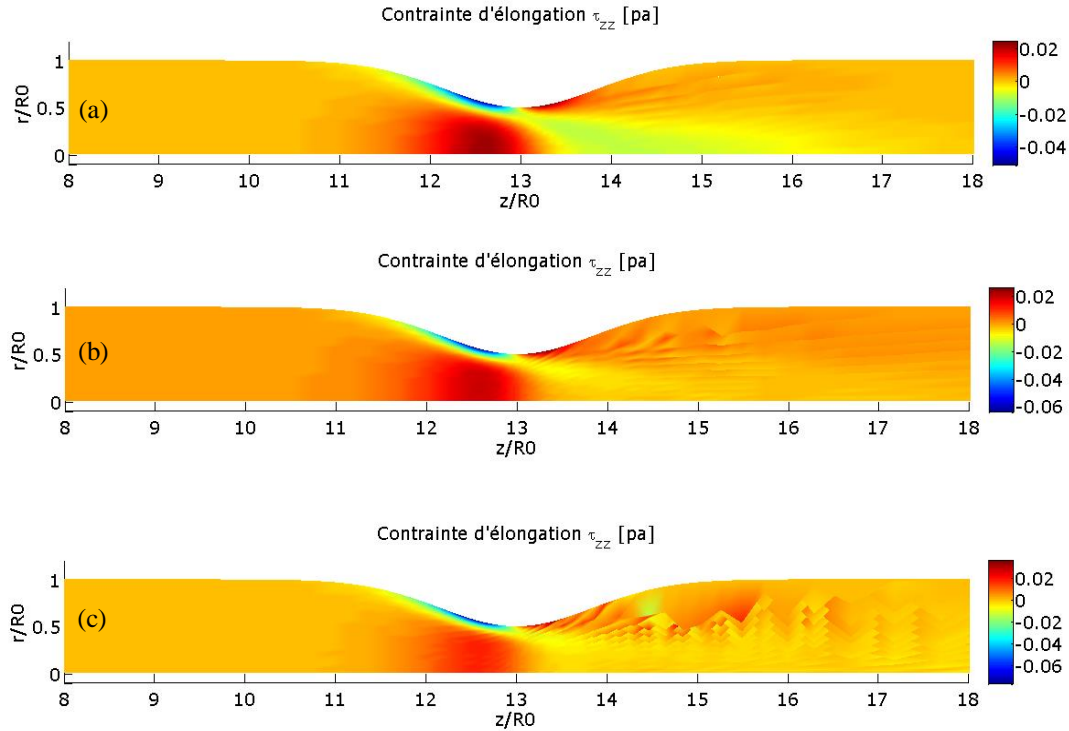 Contrainte d'élongation τzz [pa]
1
0.5
0
r/R0
(a)
8 9 10 11 12 13 14 15 16 17 18
z/R0
0.02
0
-0.02
-0.04
Contrainte d'élongation τzz [pa]
1
0.5
0
r/R0
(b)
8 9 10 11 12 13 14 15 16 17 18
z/R0
0.02
0
-0.02
-0.04
-0.06
Contrainte d'élongation τzz [pa]
1
0.5
0
r/R0
(c)
8 9 10 11 12 13 14 15 16 17 18
z/R0
0.02
0
-0.02
-0.04
-0.06